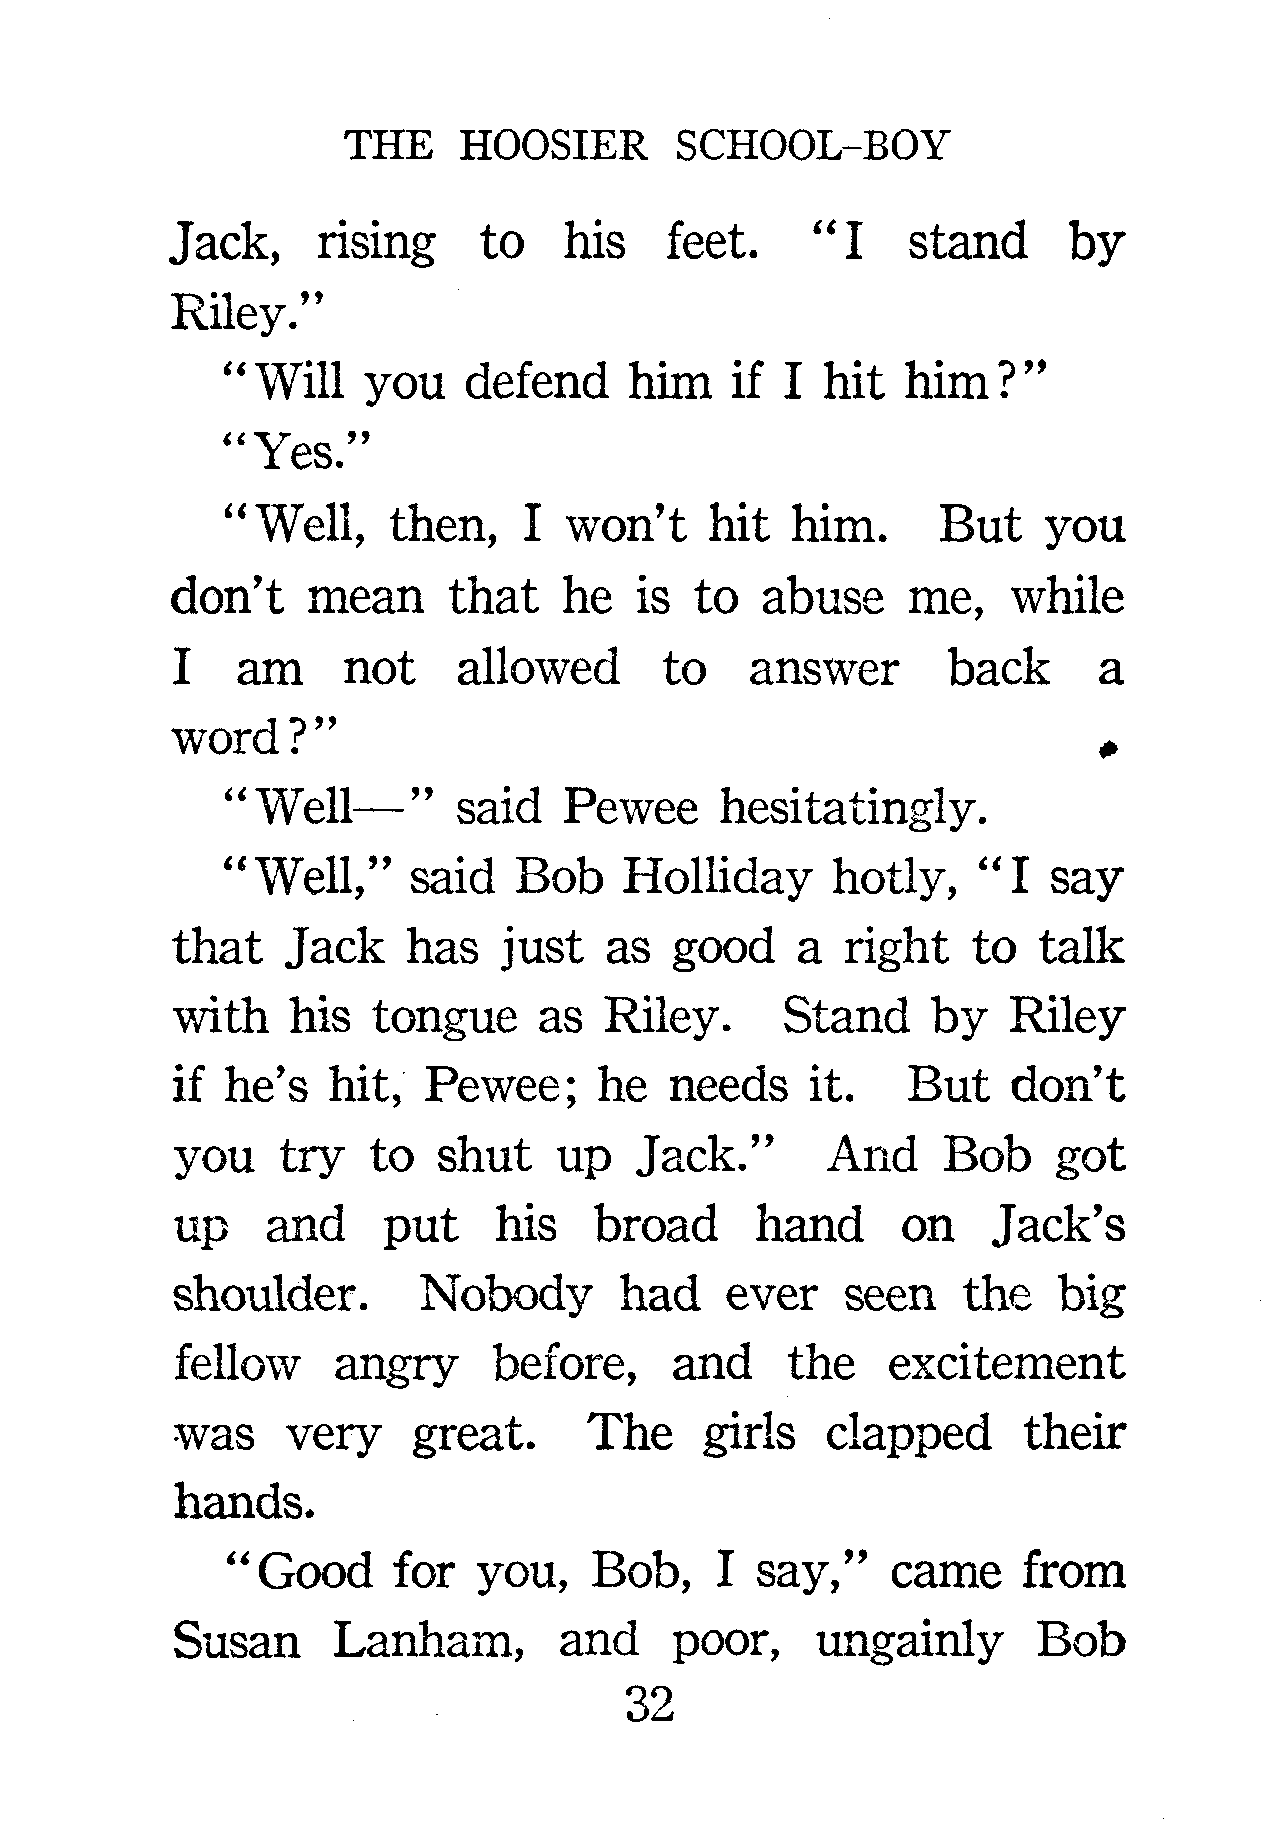 THE HOOSIER SCHOOL-BOY
Jack, rising to his feet. "I stand by
Riley."
"Will you defend him if I hit him?"
"Yes."
"Well, then, I won't hit him. But you
don't mean that he is to abuse me, while
I am not allowed to answer back a
word?"
"Well—" said Pewee hesitatingly.
"Well," said Bob Holliday hotly, "I say
that Jack has just as good a right to talk
with his tongue as Riley. Stand by Riley
if he's hit, Pewee; he needs it. But don't
you try to shut up Jack." And Bob got
up and put his broad hand on Jack's
shoulder. Nobody had ever seen the big
fellow angry before, and the excitement
was very great. The girls clapped their
hands.
"Good for you, Bob, I say," came from
Susan Lanham, and poor, ungainly Bob
32